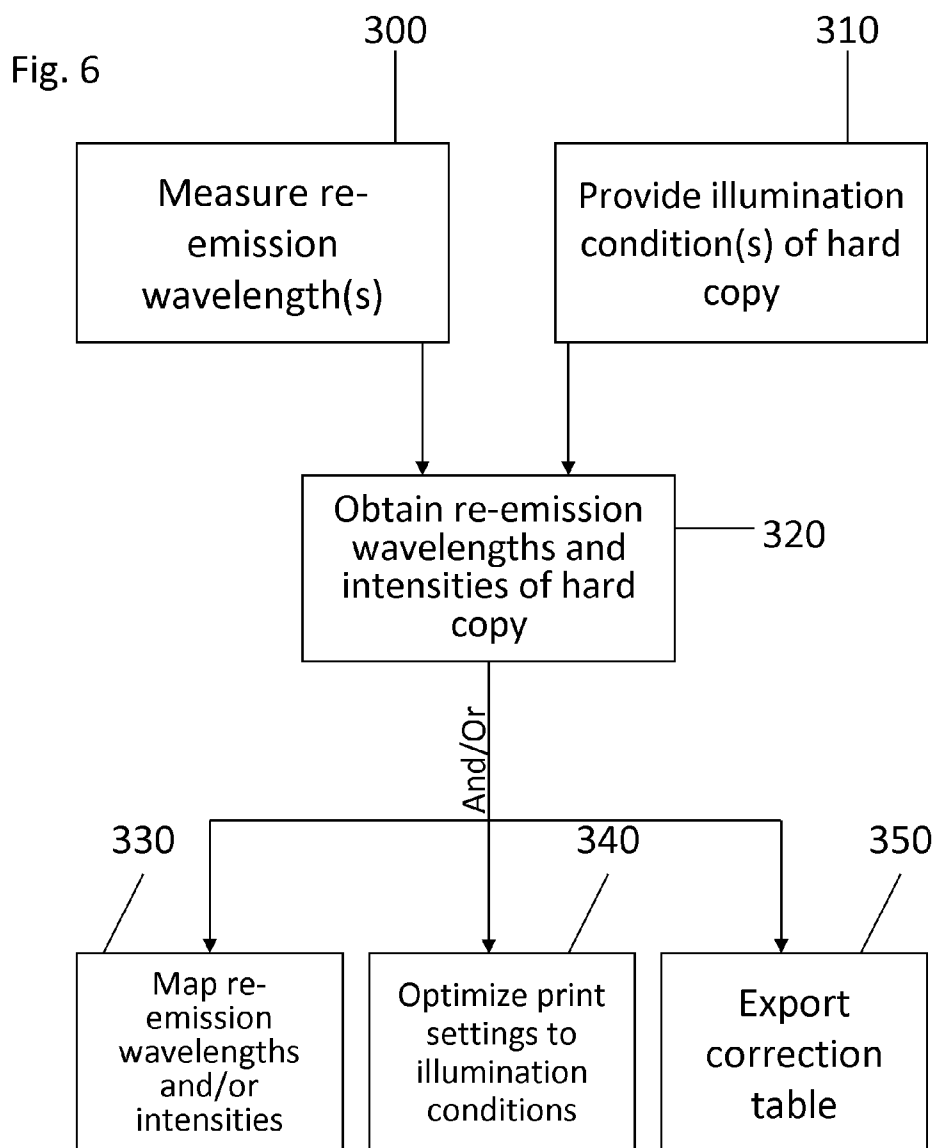 Fig. 6
300
310
Measure re-
emission
wavelength(s)
Provide illumination
condition(s) of hard
copy
Obtain re-emission
wavelengths and
intensities of hard
copy
320
And/Or
330
340
350
Map re-
emission
wavelengths
and/or
intensities
Optimize print
settings to
illumination
conditions
Export
correction
table